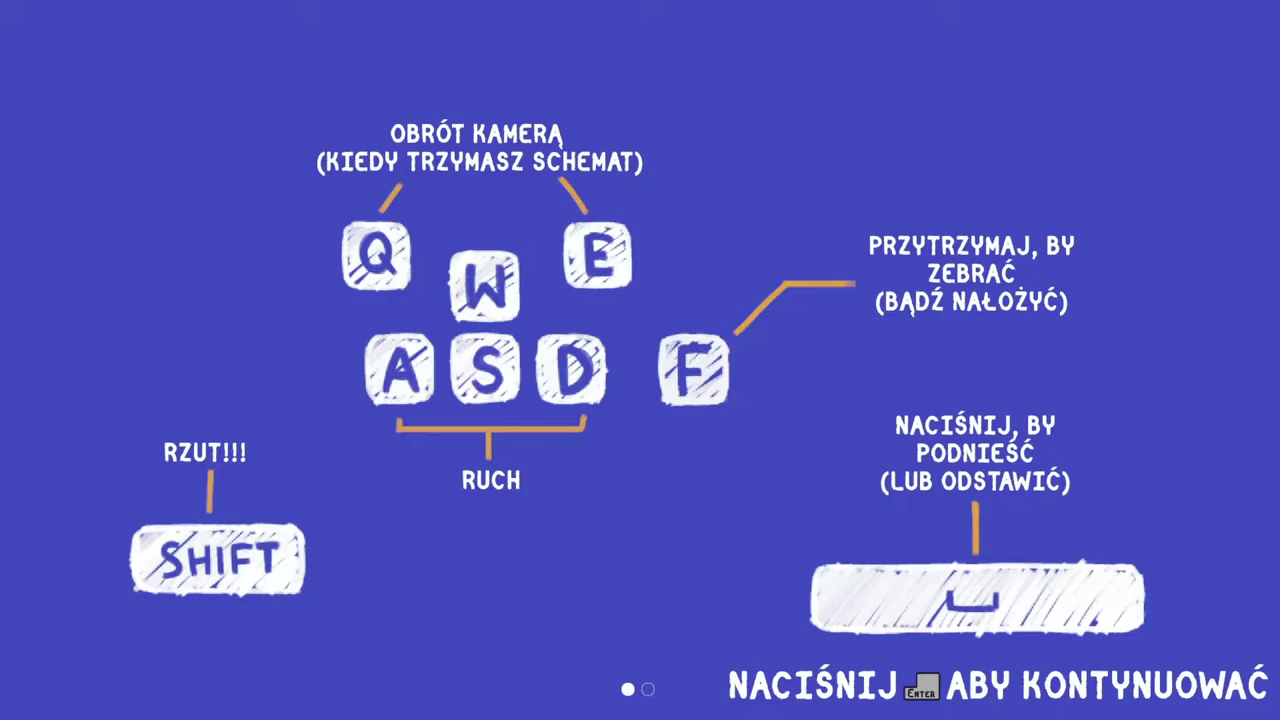 OBRÓT KAMERĄ
(KIEDY TRZYMASZ SCHEMAT)
Q
W
E
PRZYTRZYMAJ, BY
ZEBRAĆ
(BĄDŹ NAŁOŻYĆ)
A S D F
RUCH
RZUT!!!
SHIFT
NACIŚNIJ, BY
PODNIEŚĆ
(LUB ODSTAWIĆ)
NACIŚNIJ ENTER ABY KONTYNUOWAĆ